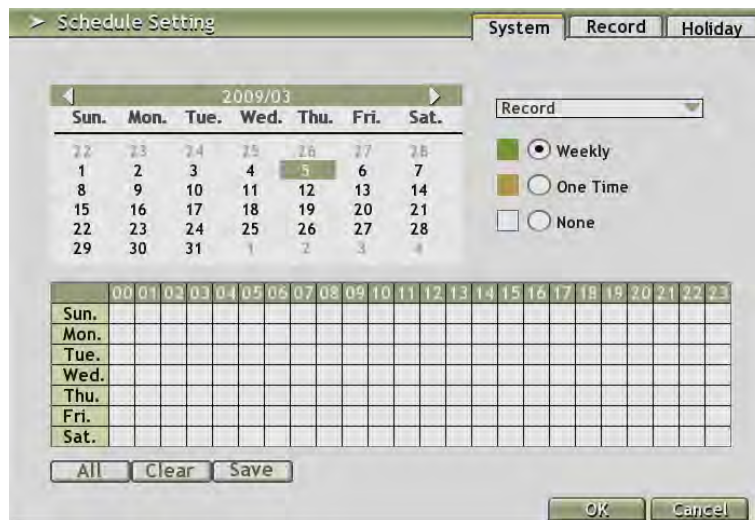 ➤ Schedule Setting
System Record Holiday
2009/03
Sun. Mon. Tue. Wed. Thu. Fri. Sat.
22 23 24 25 26 27 28
1 2 3 4 5 6 7
8 9 10 11 12 13 14
15 16 17 18 19 20 21
22 23 24 25 26 27 28
29 30 31 1 2 3 4
Record
Weekly
One Time
None
00 01 02 03 04 05 06 07 08 09 10 11 12 13 14 15 16 17 18 19 20 21 22 23
Sun.
Mon.
Tue.
Wed.
Thu.
Fri.
Sat.
All Clear Save
OK Cancel